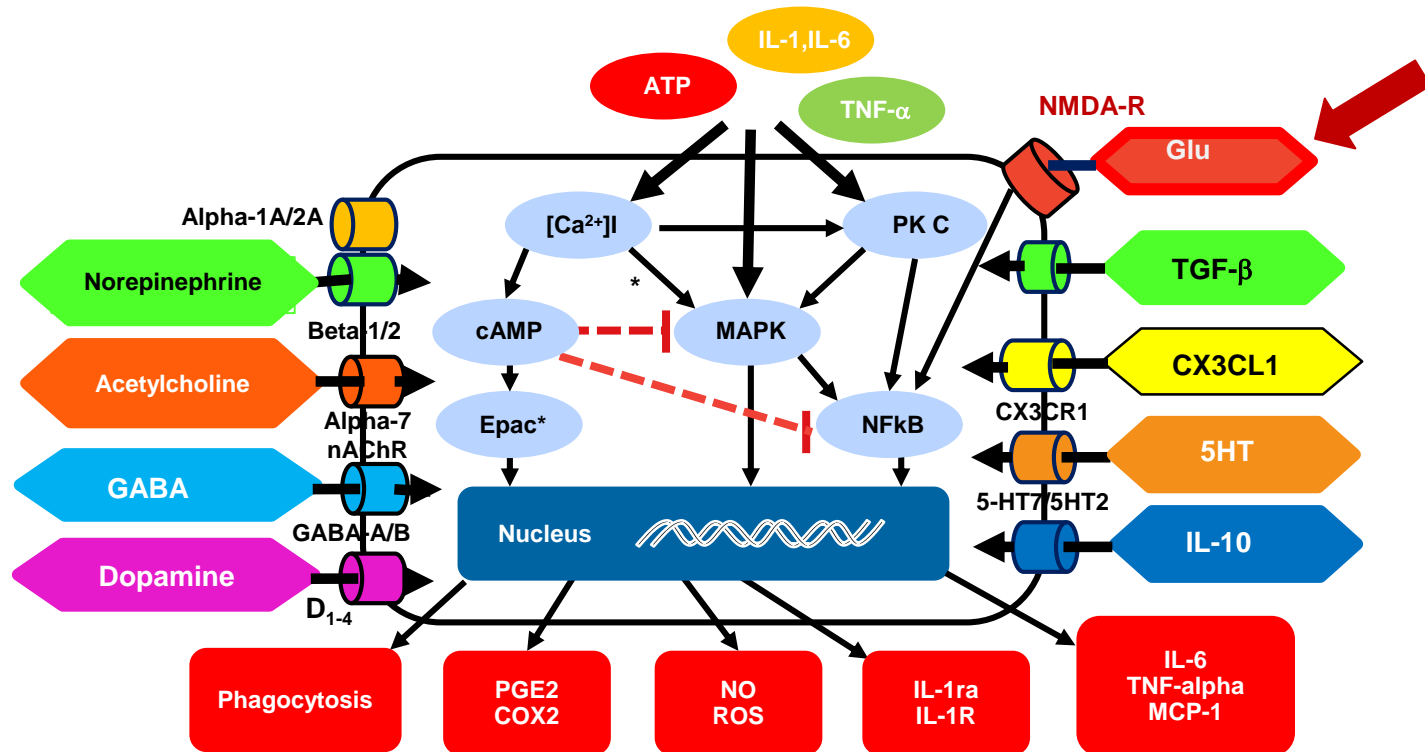 IL-1,IL-6
ATP
TNF-α
NMDA-R
Glu
Alpha-1A/2A
[Ca²⁺]I
PK C
Norepinephrine
TGF-β
*
Beta-1/2
cAMP
MAPK
CX3CL1
Acetylcholine
CX3CR1
Alpha-7
nAChR
Epac*
NFkB
5HT
GABA
5-HT7/5HT2
GABA-A/B
Nucleus
IL-10
Dopamine
D₁₋₄
Phagocytosis
PGE2
COX2
NO
ROS
IL-1ra
IL-1R
IL-6
TNF-alpha
MCP-1